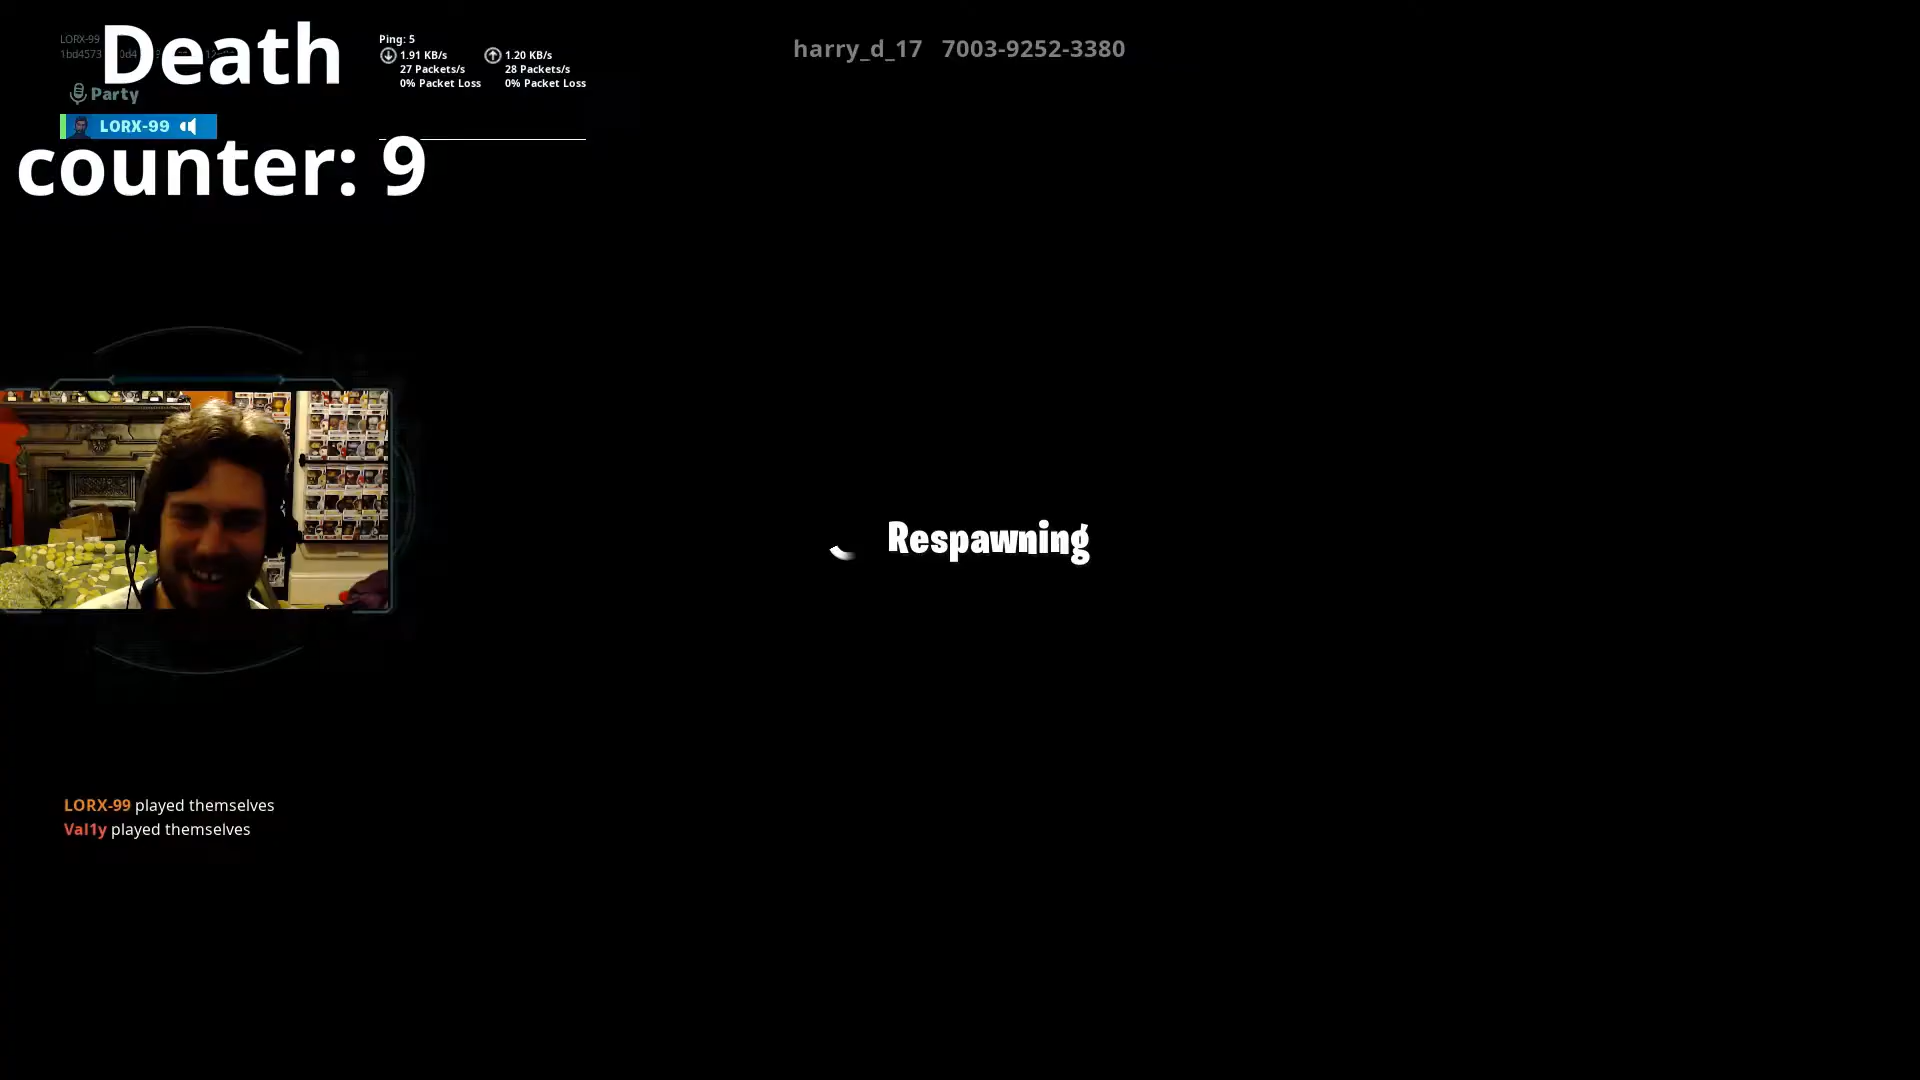 LORX-99
Death
Party
LORX-99
counter: 9
Ping: 5
1.91 KB/s
27 Packets/s
0% Packet Loss
1.20 KB/s
28 Packets/s
0% Packet Loss
harry_d_17 7003-9252-3380
Respawning
LORX-99 played themselves
Val1y played themselves